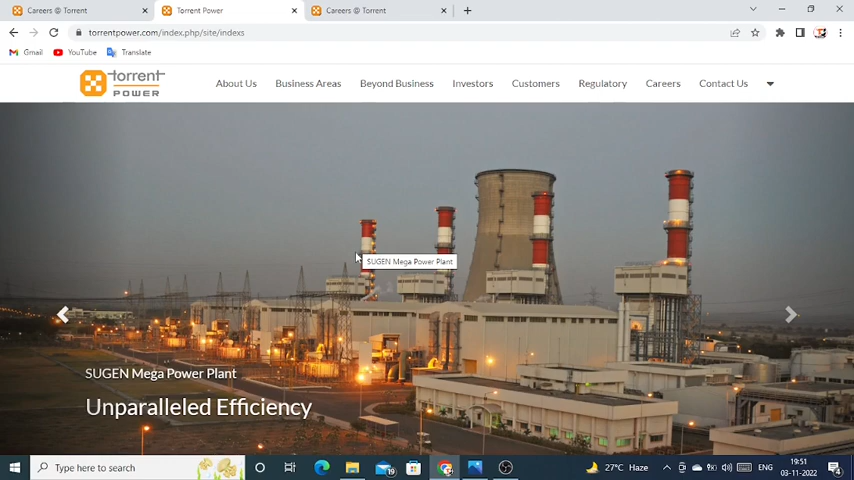 Careers @ Torrent
Torrent Power
Careers @ Torrent
torrentpower.com/index.php/site/indexs
Gmail
YouTube
Translate
torrent
POWER
About Us
Business Areas
Beyond Business
Investors
Customers
Regulatory
Careers
Contact Us
SUGEN Mega Power Plant
SUGEN Mega Power Plant
Unparalleled Efficiency
Type here to search
19
27°C Haze
ENG
19:51
03-11-2022
4